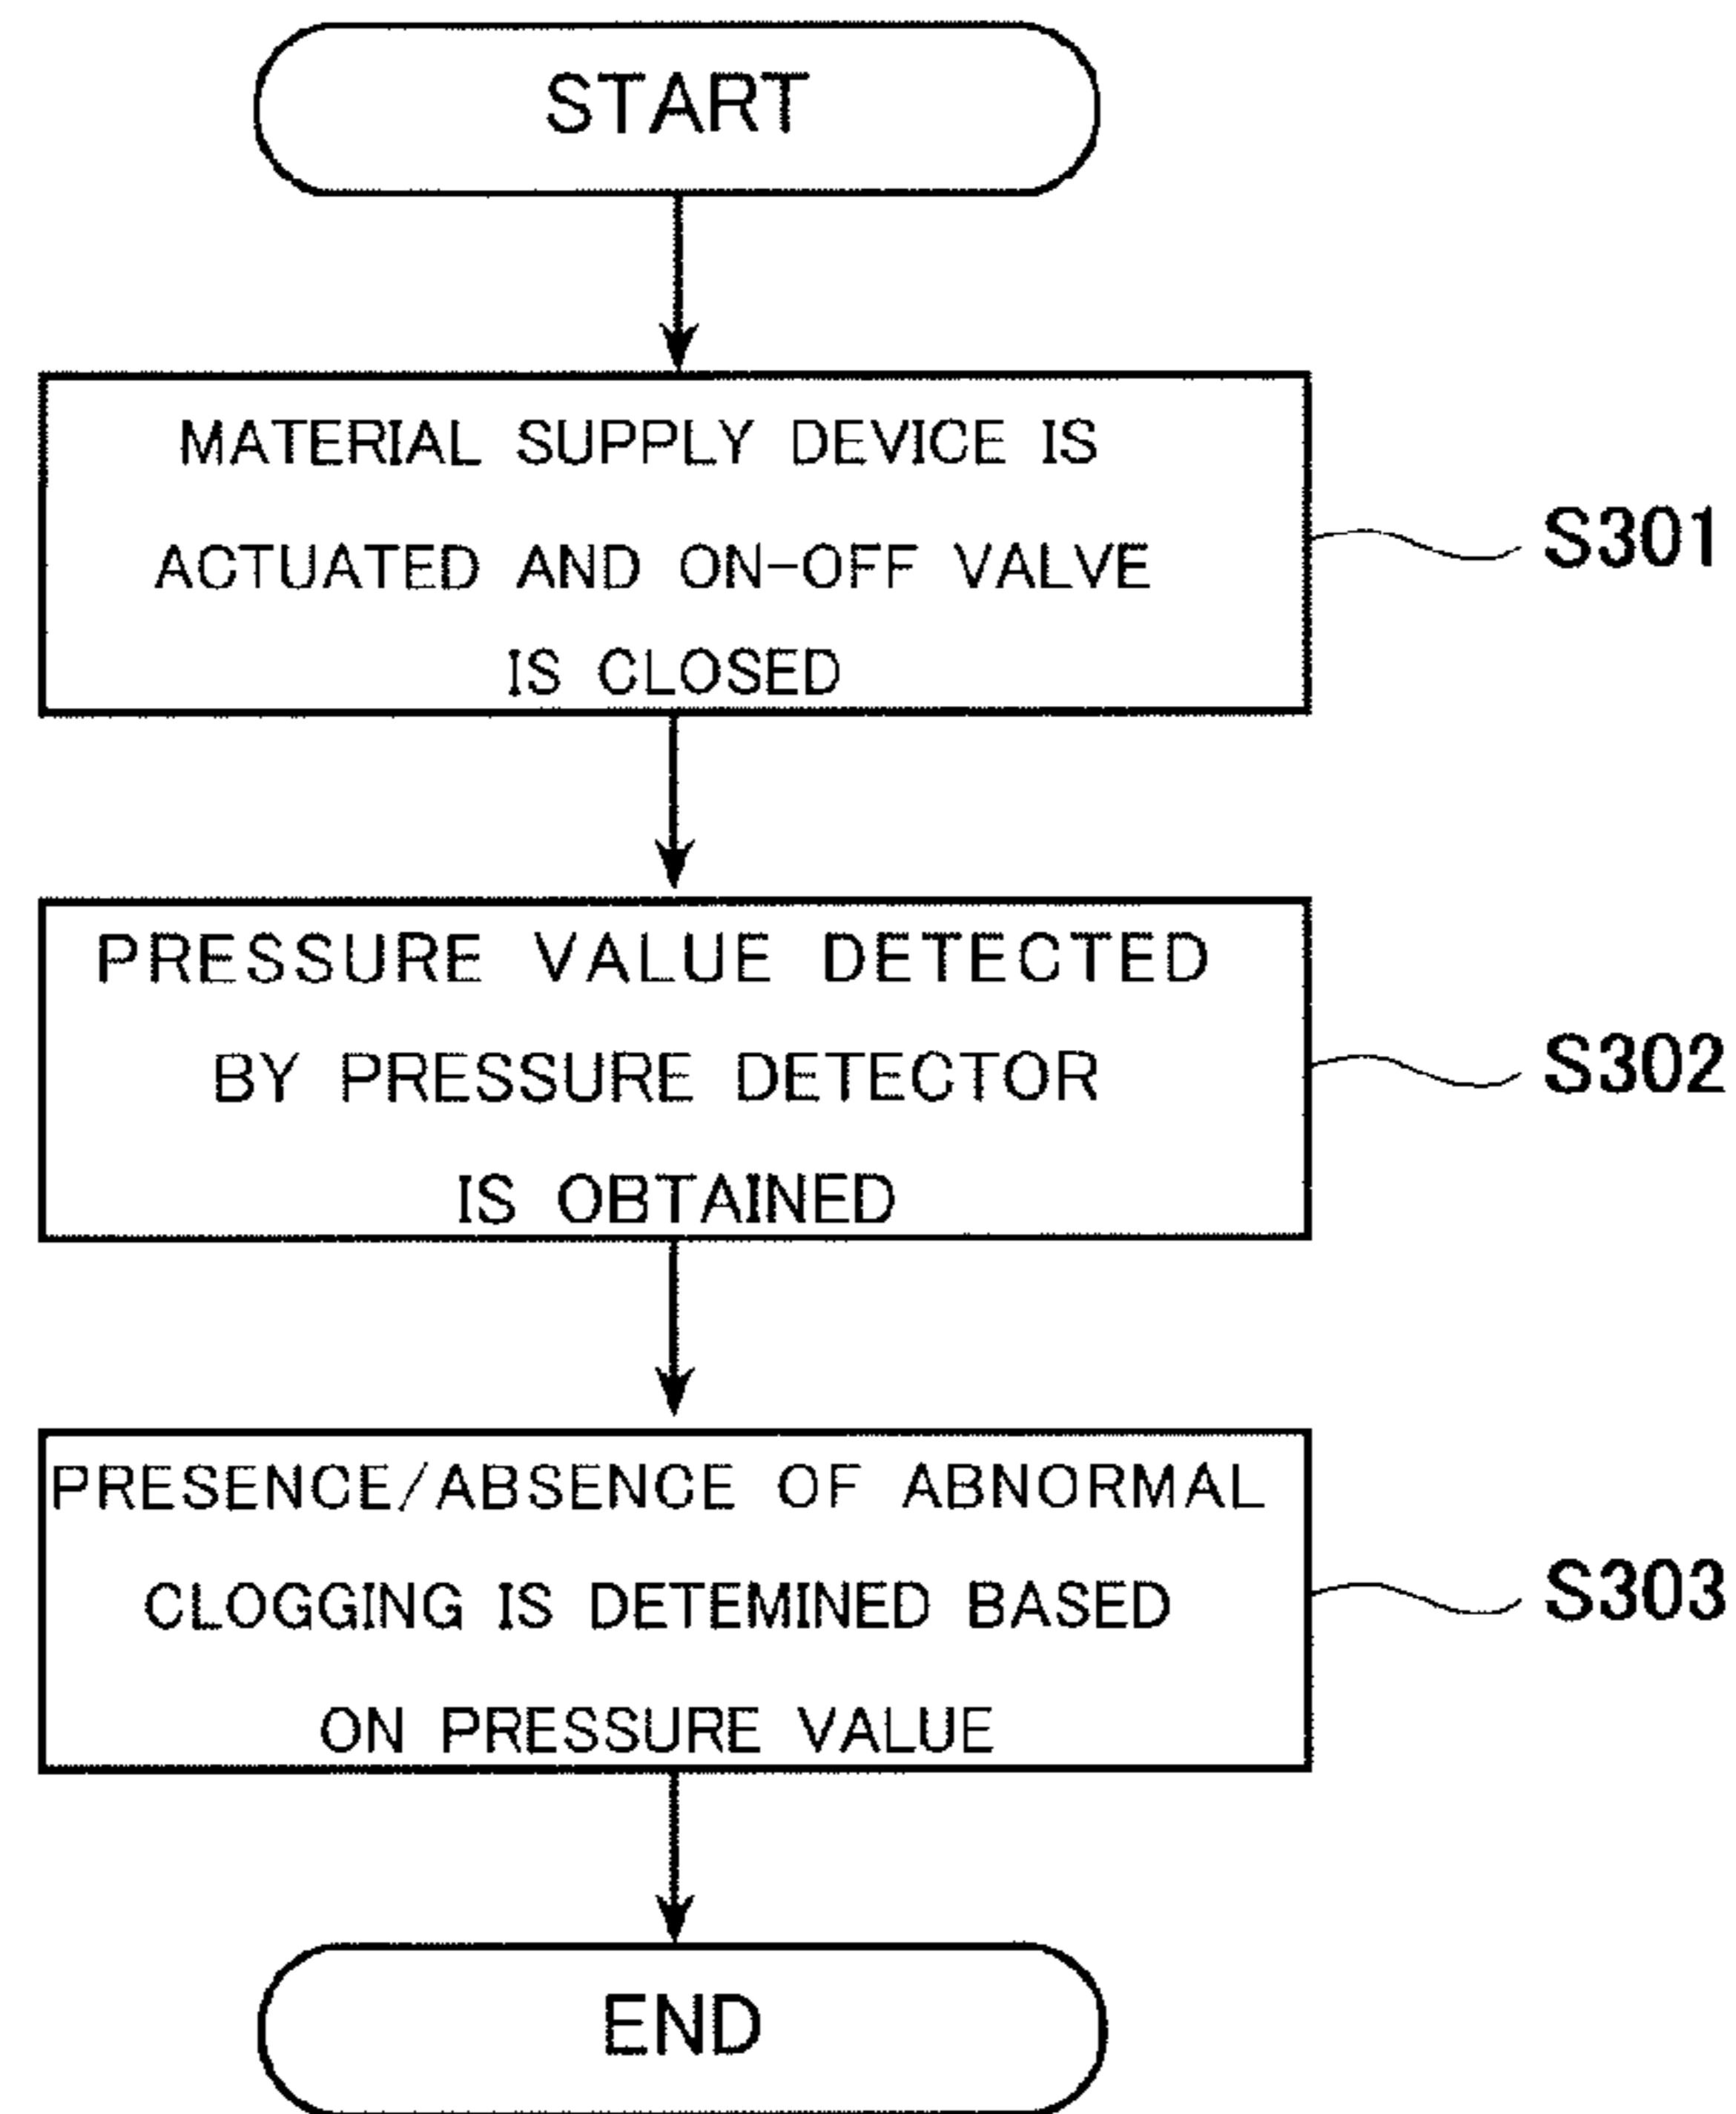 START
MATERIAL SUPPLY DEVICE IS
ACTUATED AND ON-OFF VALVE
IS CLOSED
S301
PRESSURE VALUE DETECTED
BY PRESSURE DETECTOR
IS OBTAINED
S302
PRESENCE/ABSENCE OF ABNORMAL
CLOGGING IS DETEMINED BASED
ON PRESSURE VALUE
S303
END